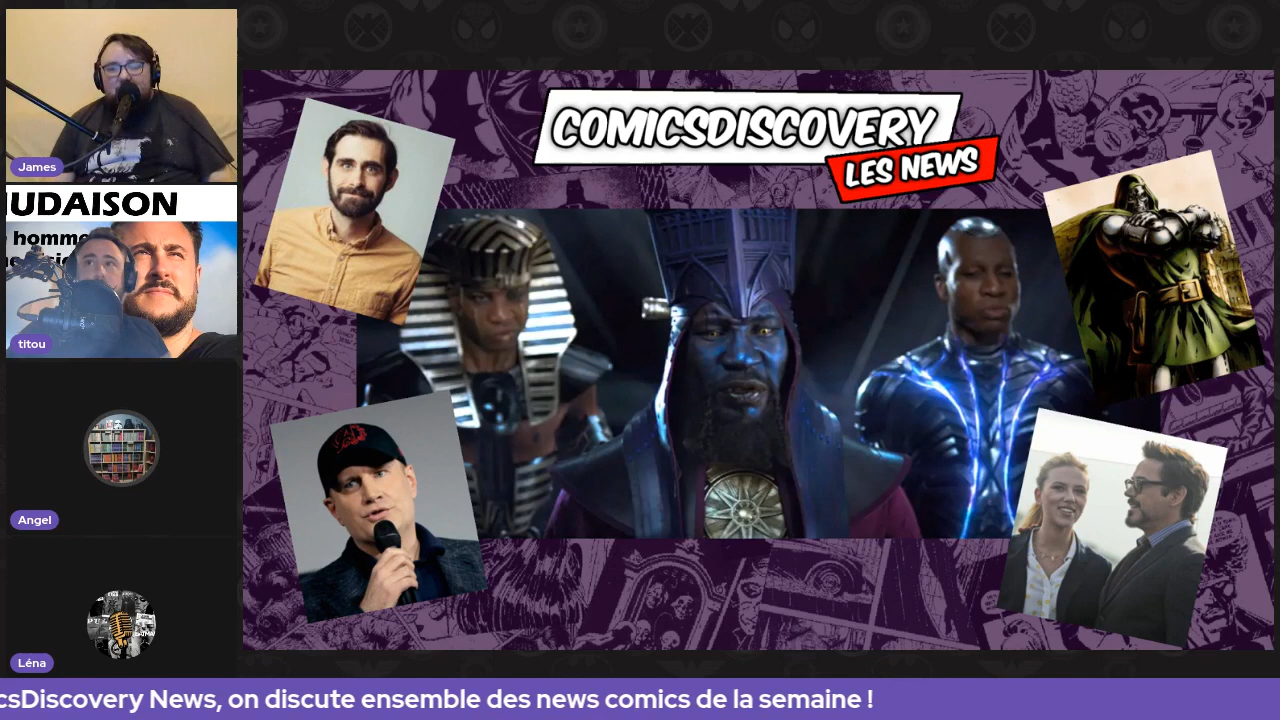 James
UDAISON
homme
titou
Angel
Léna
COMICSDISCOVERY
LES NEWS
csDiscovery News, on discute ensemble des news comics de la semaine !